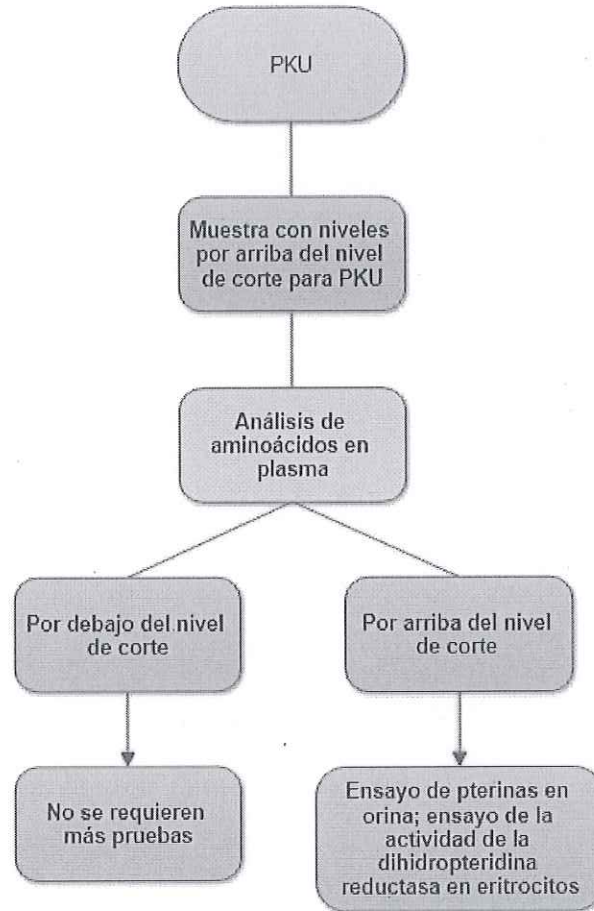 PKU
Muestra con niveles
por arriba del nivel
de corte para PKU
Análisis de
aminoácidos en
plasma
Por debajo del nivel
de corte
Por arriba del nivel
de corte
No se requieren
más pruebas
Ensayo de pterinas en
orina; ensayo de la
actividad de la
dihidropteridina
reductasa en eritrocitos